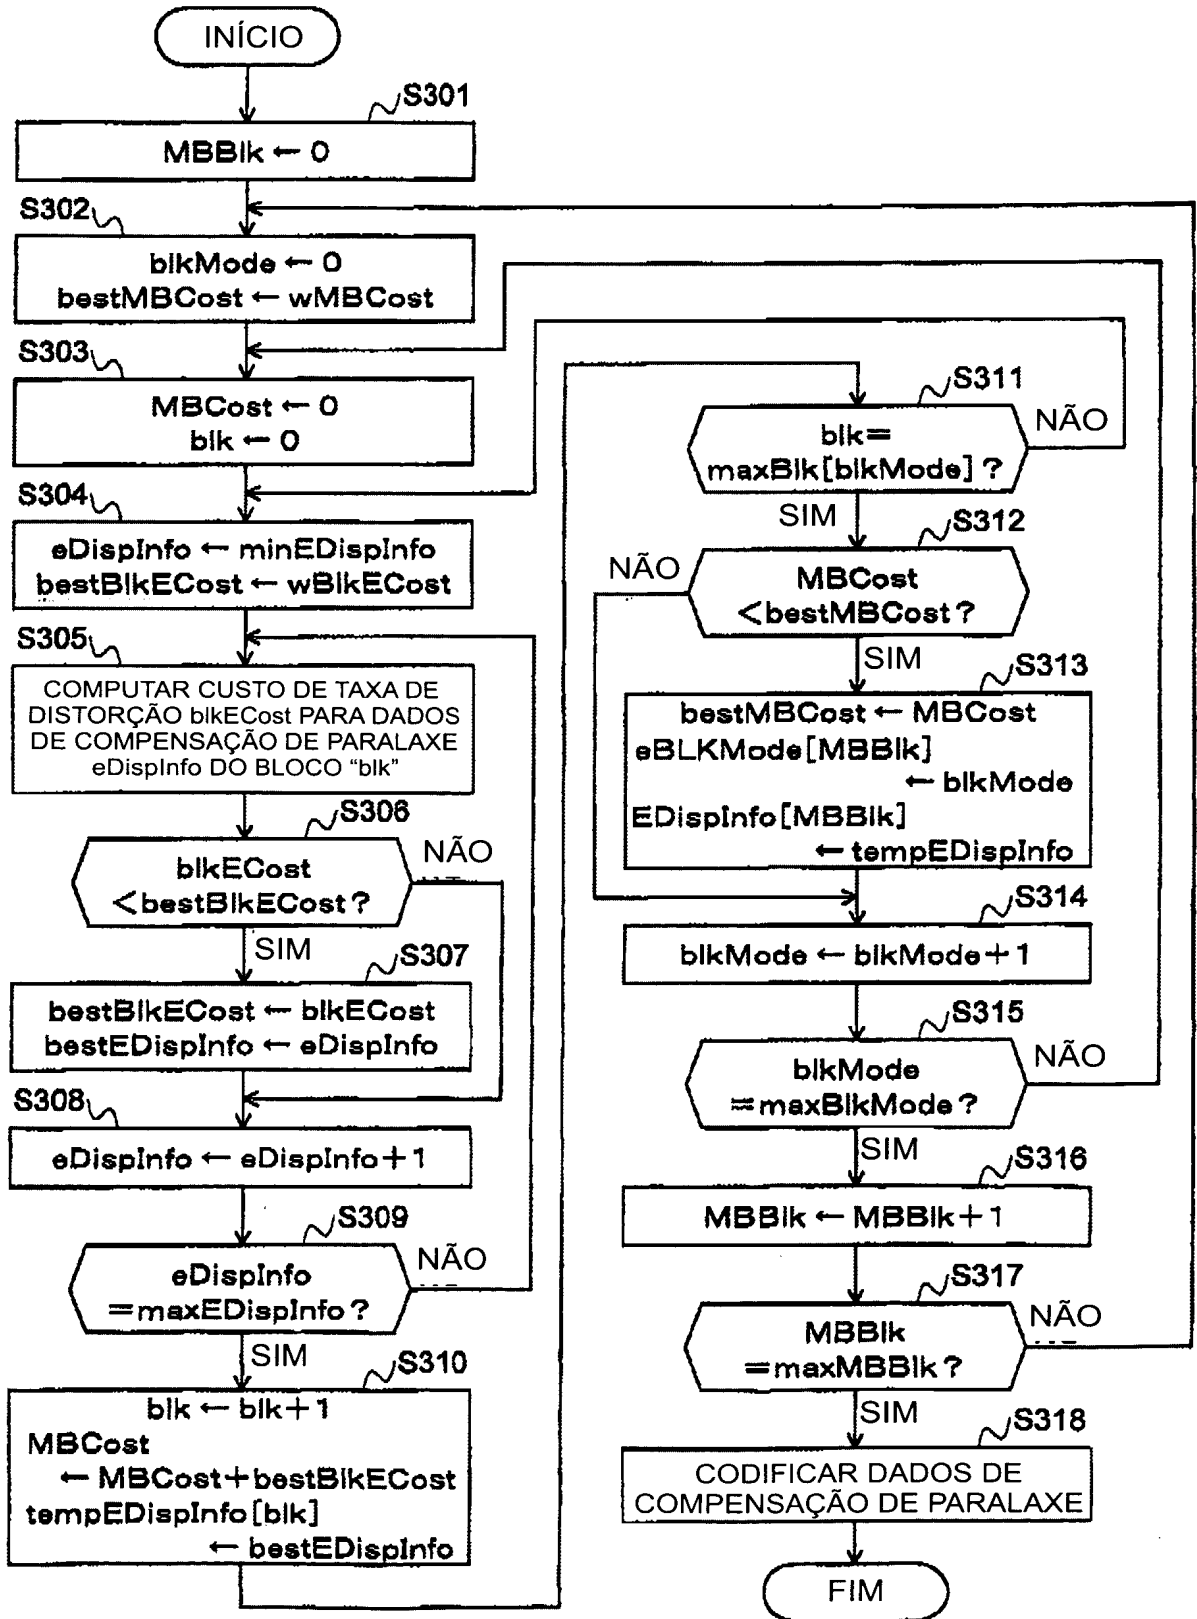 INÍCIO
S301
MBBlk ← 0
S302
blkMode ← 0
bestMBCost ← wMBCost
S303
MBCost ← 0
blk ← 0
S304
eDispInfo ← minEDispInfo
bestBlkECost ← wBlkECost
S305
COMPUTAR CUSTO DE TAXA DE
DISTORÇÃO blkECost PARA DADOS
DE COMPENSAÇÃO DE PARALAXE
eDispInfo DO BLOCO “blk”
S306
blkECost
<bestBlkECost?
NÃO
SIM
S307
bestBlkECost ← blkECost
bestEDispInfo ← eDispInfo
S308
eDispInfo ← eDispInfo+1
S309
eDispInfo
=maxEDispInfo?
NÃO
SIM
S310
blk ← blk+1
MBCost
← MBCost+bestBlkECost
tempEDispInfo[blk]
← bestEDispInfo
S311
blk=
maxBlk[blkMode]?
NÃO
SIM
S312
MBCost
<bestMBCost?
NÃO
SIM
S313
bestMBCost ← MBCost
eBLKMode[MBBlk]
← blkMode
EDispInfo[MBBlk]
← tempEDispInfo
S314
blkMode ← blkMode+1
S315
blkMode
=maxBlkMode?
NÃO
SIM
S316
MBBlk ← MBBlk+1
S317
MBBlk
=maxMBBlk?
NÃO
SIM
S318
CODIFICAR DADOS DE
COMPENSAÇÃO DE PARALAXE
FIM